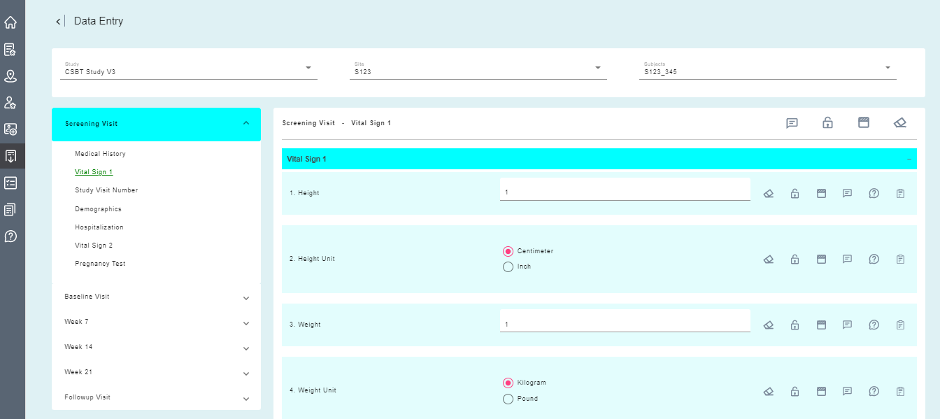 Data Entry
Study
CSBT Study V3
Site
S123
Subjects
S123_345
Screening Visit
Medical History
Vital Sign 1
Study Visit Number
Demographics
Hospitalization
Vital Sign 2
Pregnancy Test
Baseline Visit
Week 7
Week 14
Week 21
Followup Visit
Screening Visit - Vital Sign 1
Vital Sign 1
1. Height
1
2. Height Unit
Centimeter
Inch
3. Weight
1
4. Weight Unit
Kilogram
Pound